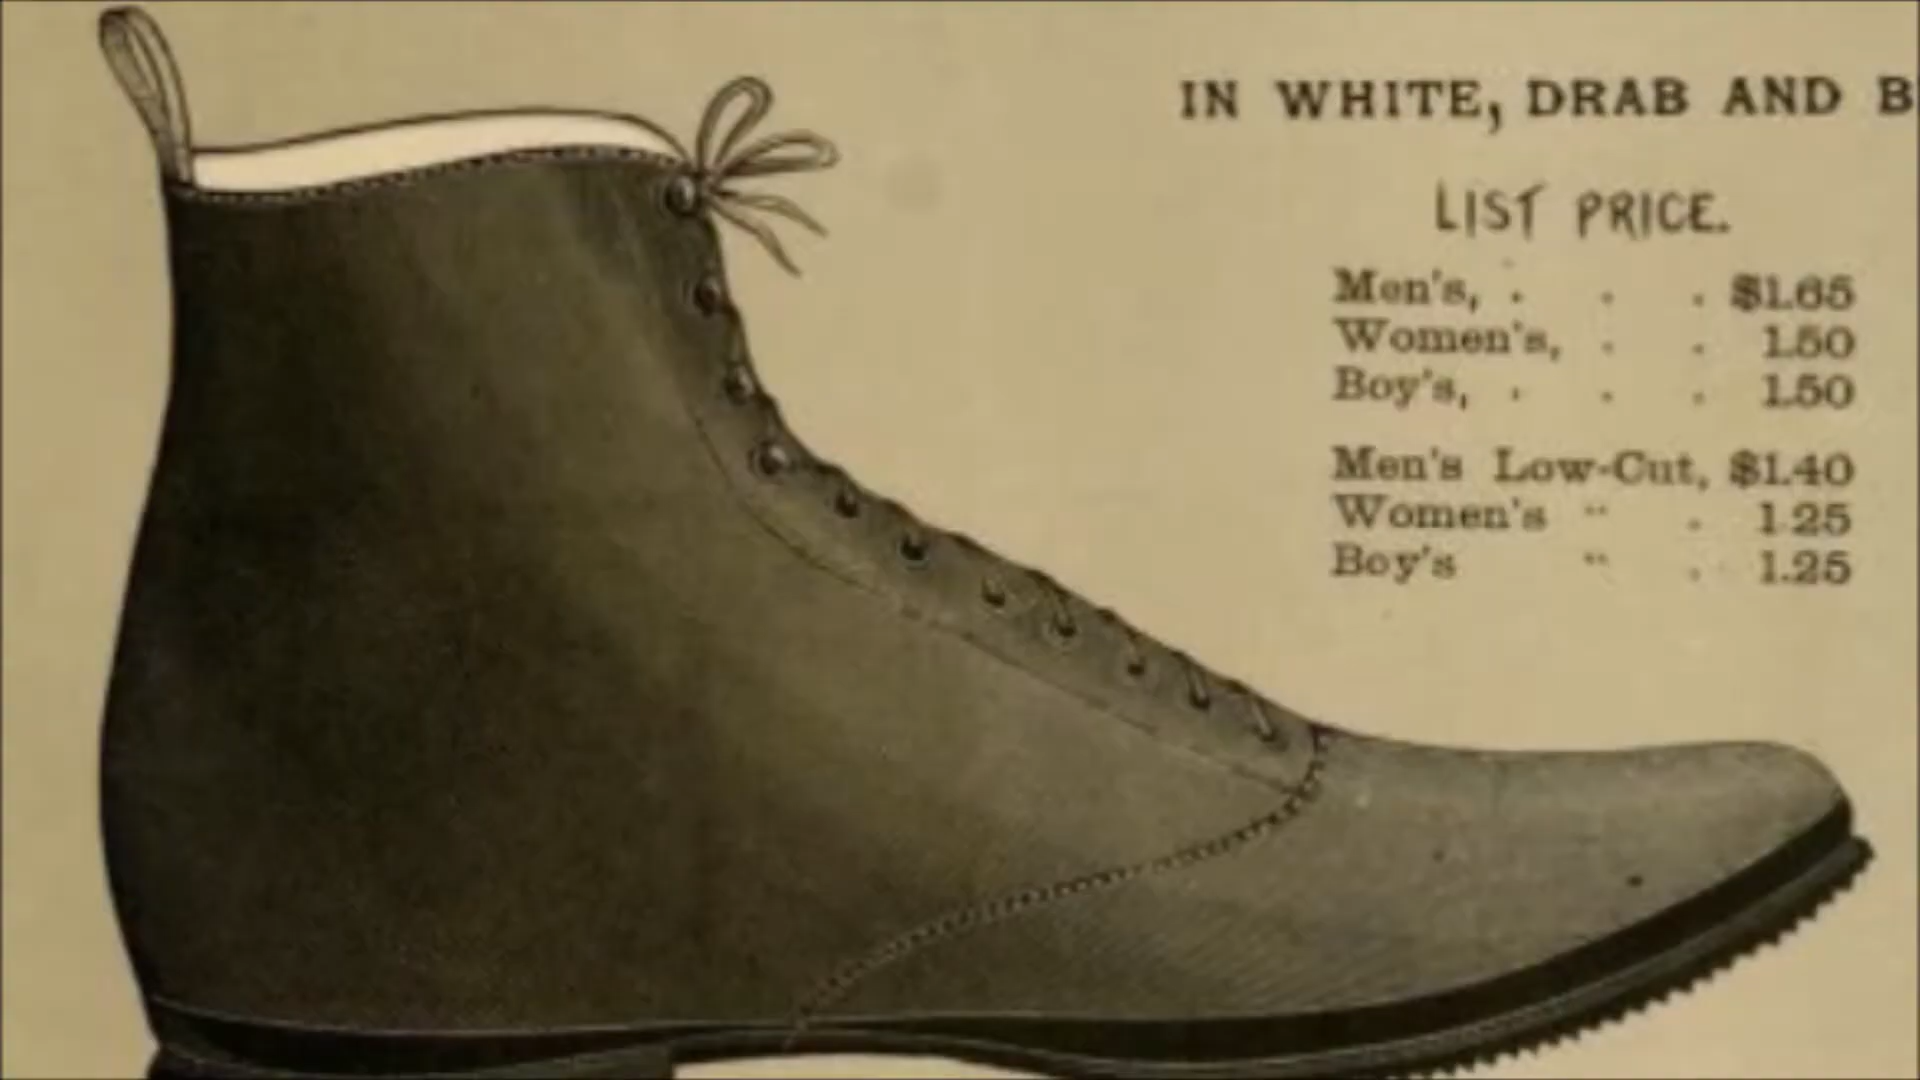 IN WHITE, DRAB AND B
LIST PRICE.
Men's, . . . $1.65
Women's, . . 1.50
Boy's, . . . 1.50
Men's Low-Cut, $1.40
Women's " . 1.25
Boy's " . 1.25